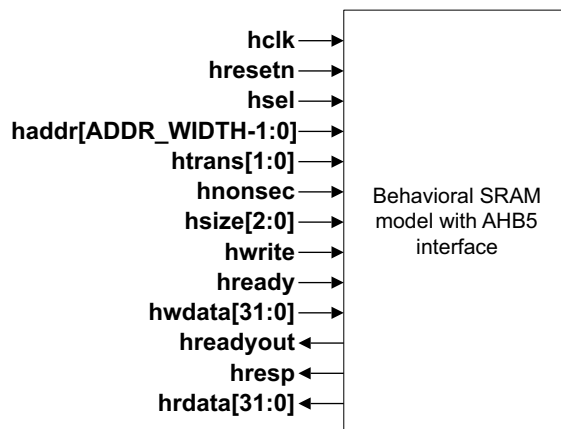 hclk
hresetn
hsel
haddr[ADDR_WIDTH-1:0]
htrans[1:0]
hnonsec
hsize[2:0]
hwrite
hready
hwdata[31:0]
hreadyout
hresp
hrdata[31:0]
Behavioral SRAM
model with AHB5
interface